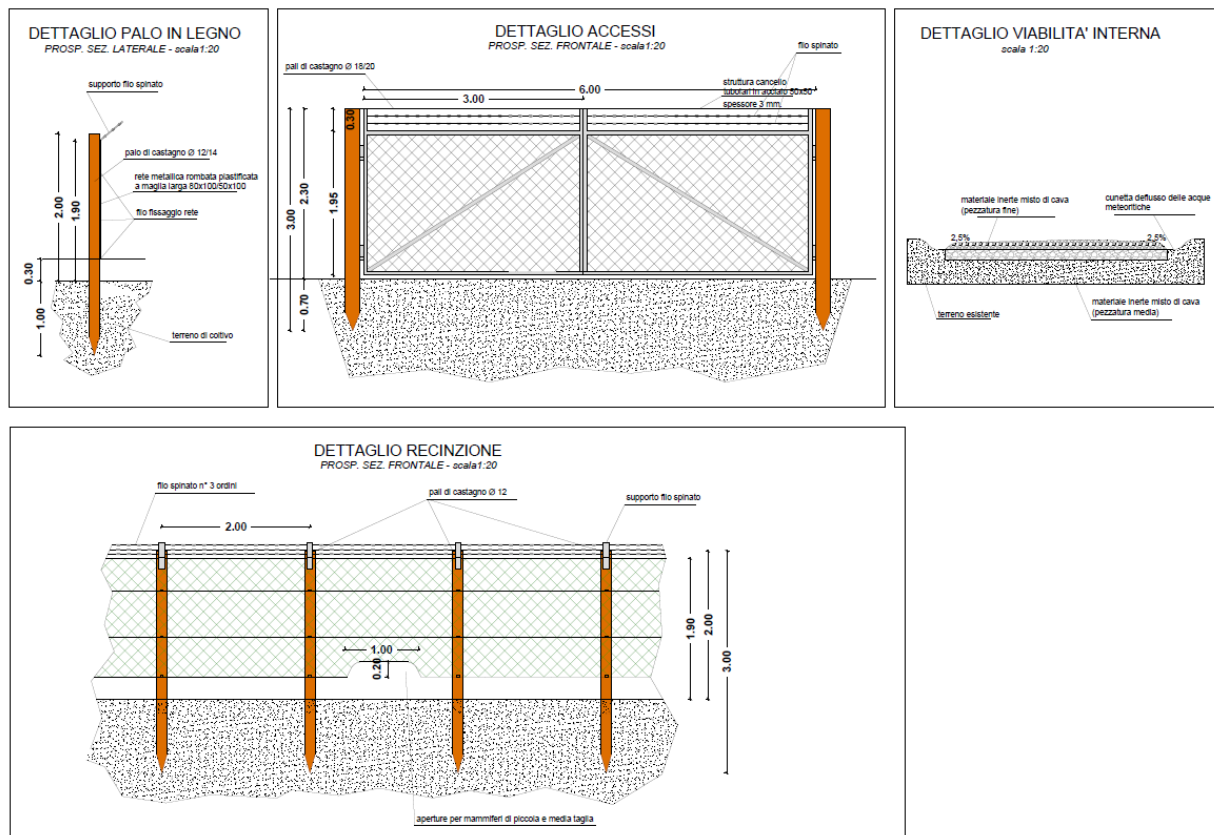 DETTAGLIO PALO IN LEGNO
PROSP. SEZ. LATERALE - scala1:20
supporto filo spinato
palo di castagno Ø 12/14
rete metallica rombata plastificata
a maglia larga 80x100/50x100
filo fissaggio rete
2.00
1.90
0.30
1.00
terreno di coltivo
DETTAGLIO ACCESSI
PROSP. SEZ. FRONTALE - scala1:20
pali di castagno Ø 18/20
filo spinato
struttura cancello
tubolari in acciaio 50x50
spessore 3 mm.
6.00
3.00
0.30
3.00
2.30
1.95
0.70
DETTAGLIO VIABILITA' INTERNA
scala 1:20
materiale inerte misto di cava
(pezzatura fine)
cunetta deflusso delle acque
meteoritiche
2,5%
2,5%
terreno esistente
materiale inerte misto di cava
(pezzatura media)
DETTAGLIO RECINZIONE
PROSP. SEZ. FRONTALE - scala1:20
filo spinato n° 3 ordini
pali di castagno Ø 12
supporto filo spinato
2.00
1.00
0.20
1.90
2.00
3.00
aperture per mammiferi di piccola e media taglia